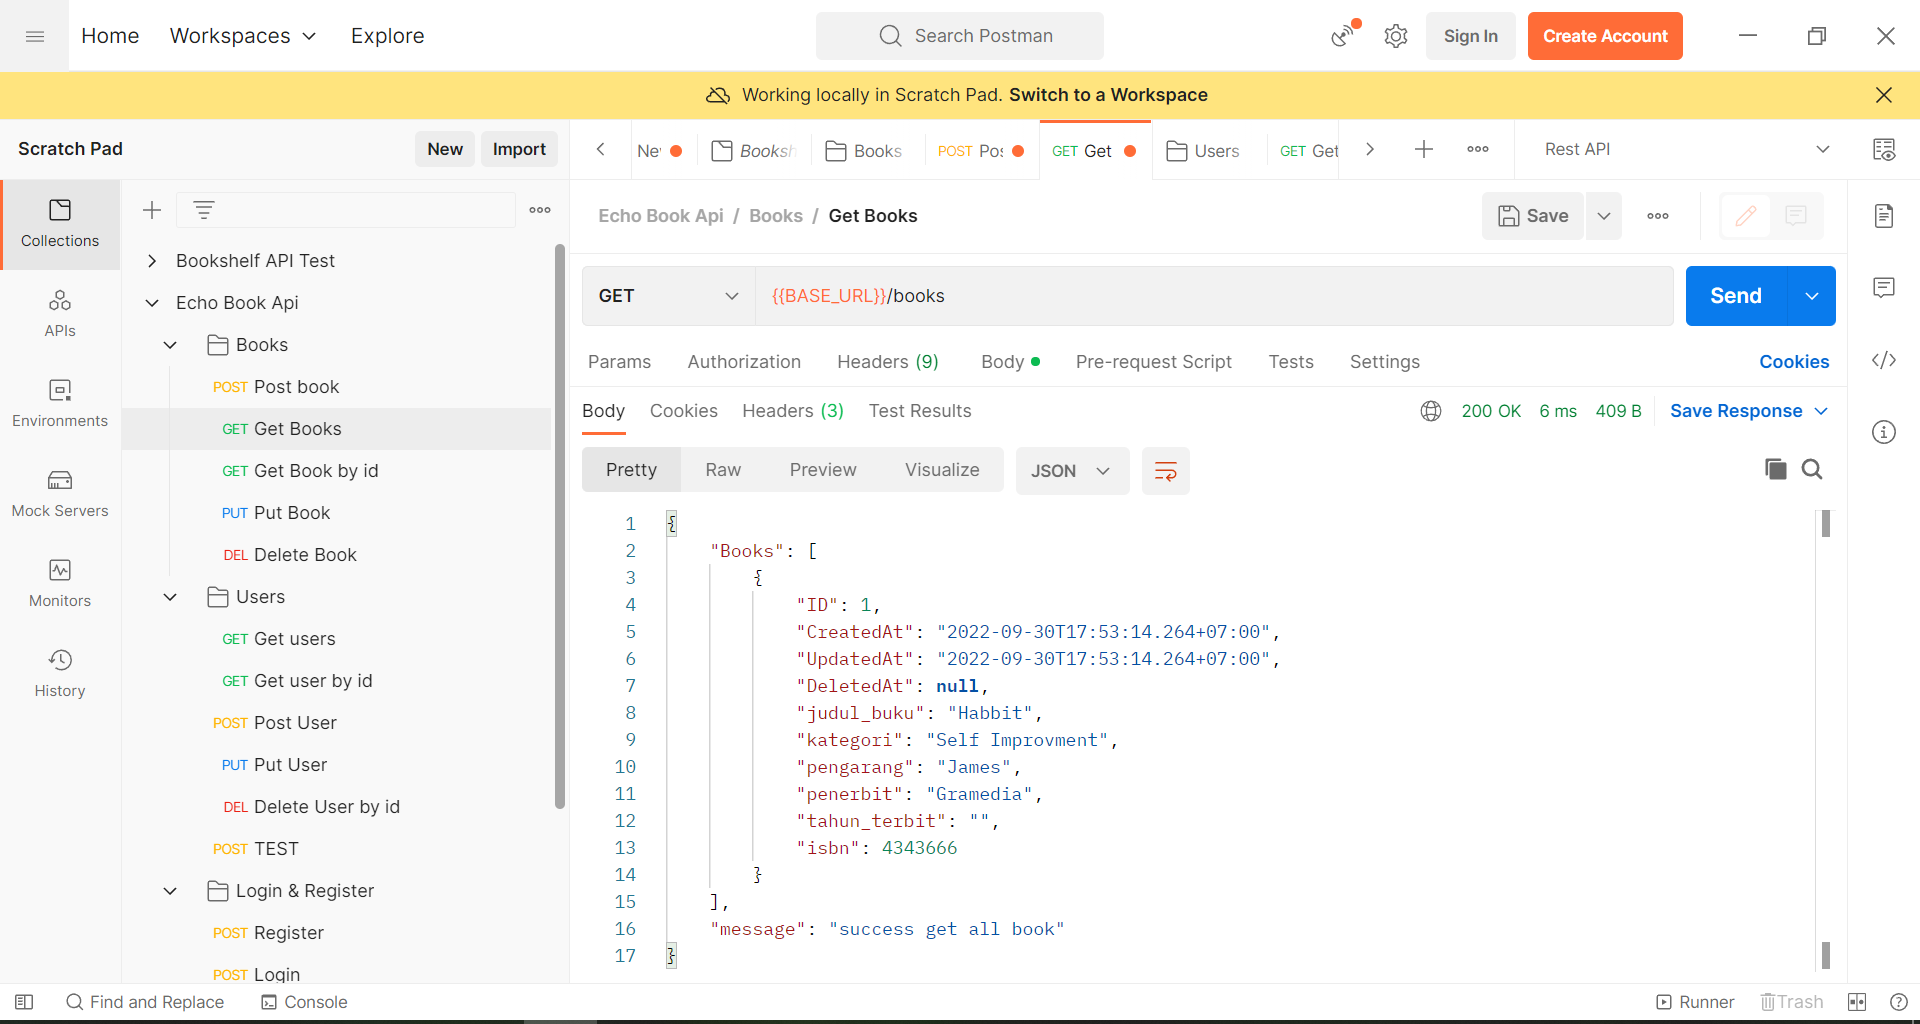 Home Workspaces Explore Search Postman Sign In Create Account
Working locally in Scratch Pad. Switch to a Workspace
Scratch Pad New Import
Ne Booksh Books POST Pos GET Get Users GET Get Rest API
Echo Book Api / Books / Get Books Save
Collections
APIs
Environments
Mock Servers
Monitors
History
Bookshelf API Test
Echo Book Api
Books
POST Post book
GET Get Books
GET Get Book by id
PUT Put Book
DEL Delete Book
Users
GET Get users
GET Get user by id
POST Post User
PUT Put User
DEL Delete User by id
POST TEST
Login & Register
POST Register
POST Login
GET {{BASE_URL}}/books Send
Params Authorization Headers (9) Body Pre-request Script Tests Settings Cookies
Body Cookies Headers (3) Test Results 200 OK 6 ms 409 B Save Response
Pretty Raw Preview Visualize JSON
1 {
2 "Books": [
3 {
4 "ID": 1,
5 "CreatedAt": "2022-09-30T17:53:14.264+07:00",
6 "UpdatedAt": "2022-09-30T17:53:14.264+07:00",
7 "DeletedAt": null,
8 "judul_buku": "Habbit",
9 "kategori": "Self Improvment",
10 "pengarang": "James",
11 "penerbit": "Gramedia",
12 "tahun_terbit": "",
13 "isbn": 4343666
14 }
15 ],
16 "message": "success get all book"
17 }
Find and Replace Console Runner Trash